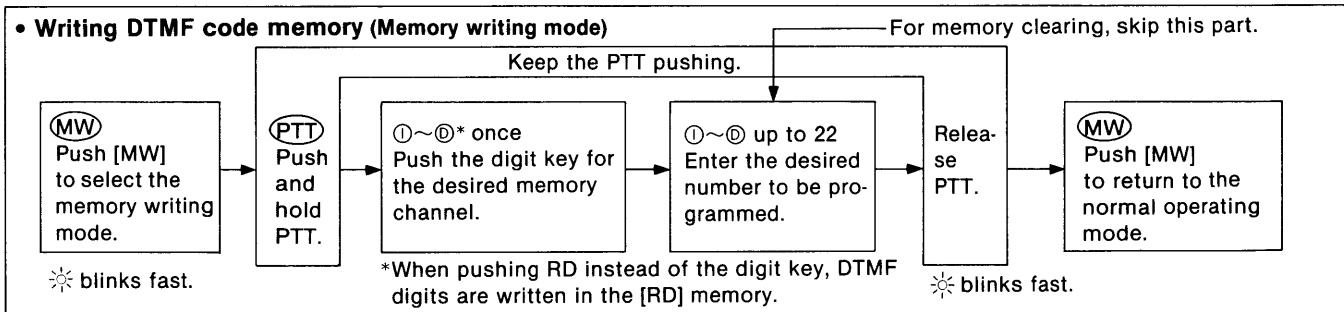 • Writing DTMF code memory (Memory writing mode)
For memory clearing, skip this part.
Keep the PTT pushing.
MW
Push [MW]
to select the
memory writing
mode.
blinks fast.
PTT
Push
and
hold
PTT.
①~Ⓓ* once
Push the digit key for
the desired memory
channel.
①~Ⓓ up to 22
Enter the desired
number to be pro-
grammed.
*When pushing RD instead of the digit key, DTMF
digits are written in the [RD] memory.
Relea-
se
PTT.
blinks fast.
MW
Push [MW]
to return to the
normal operating
mode.